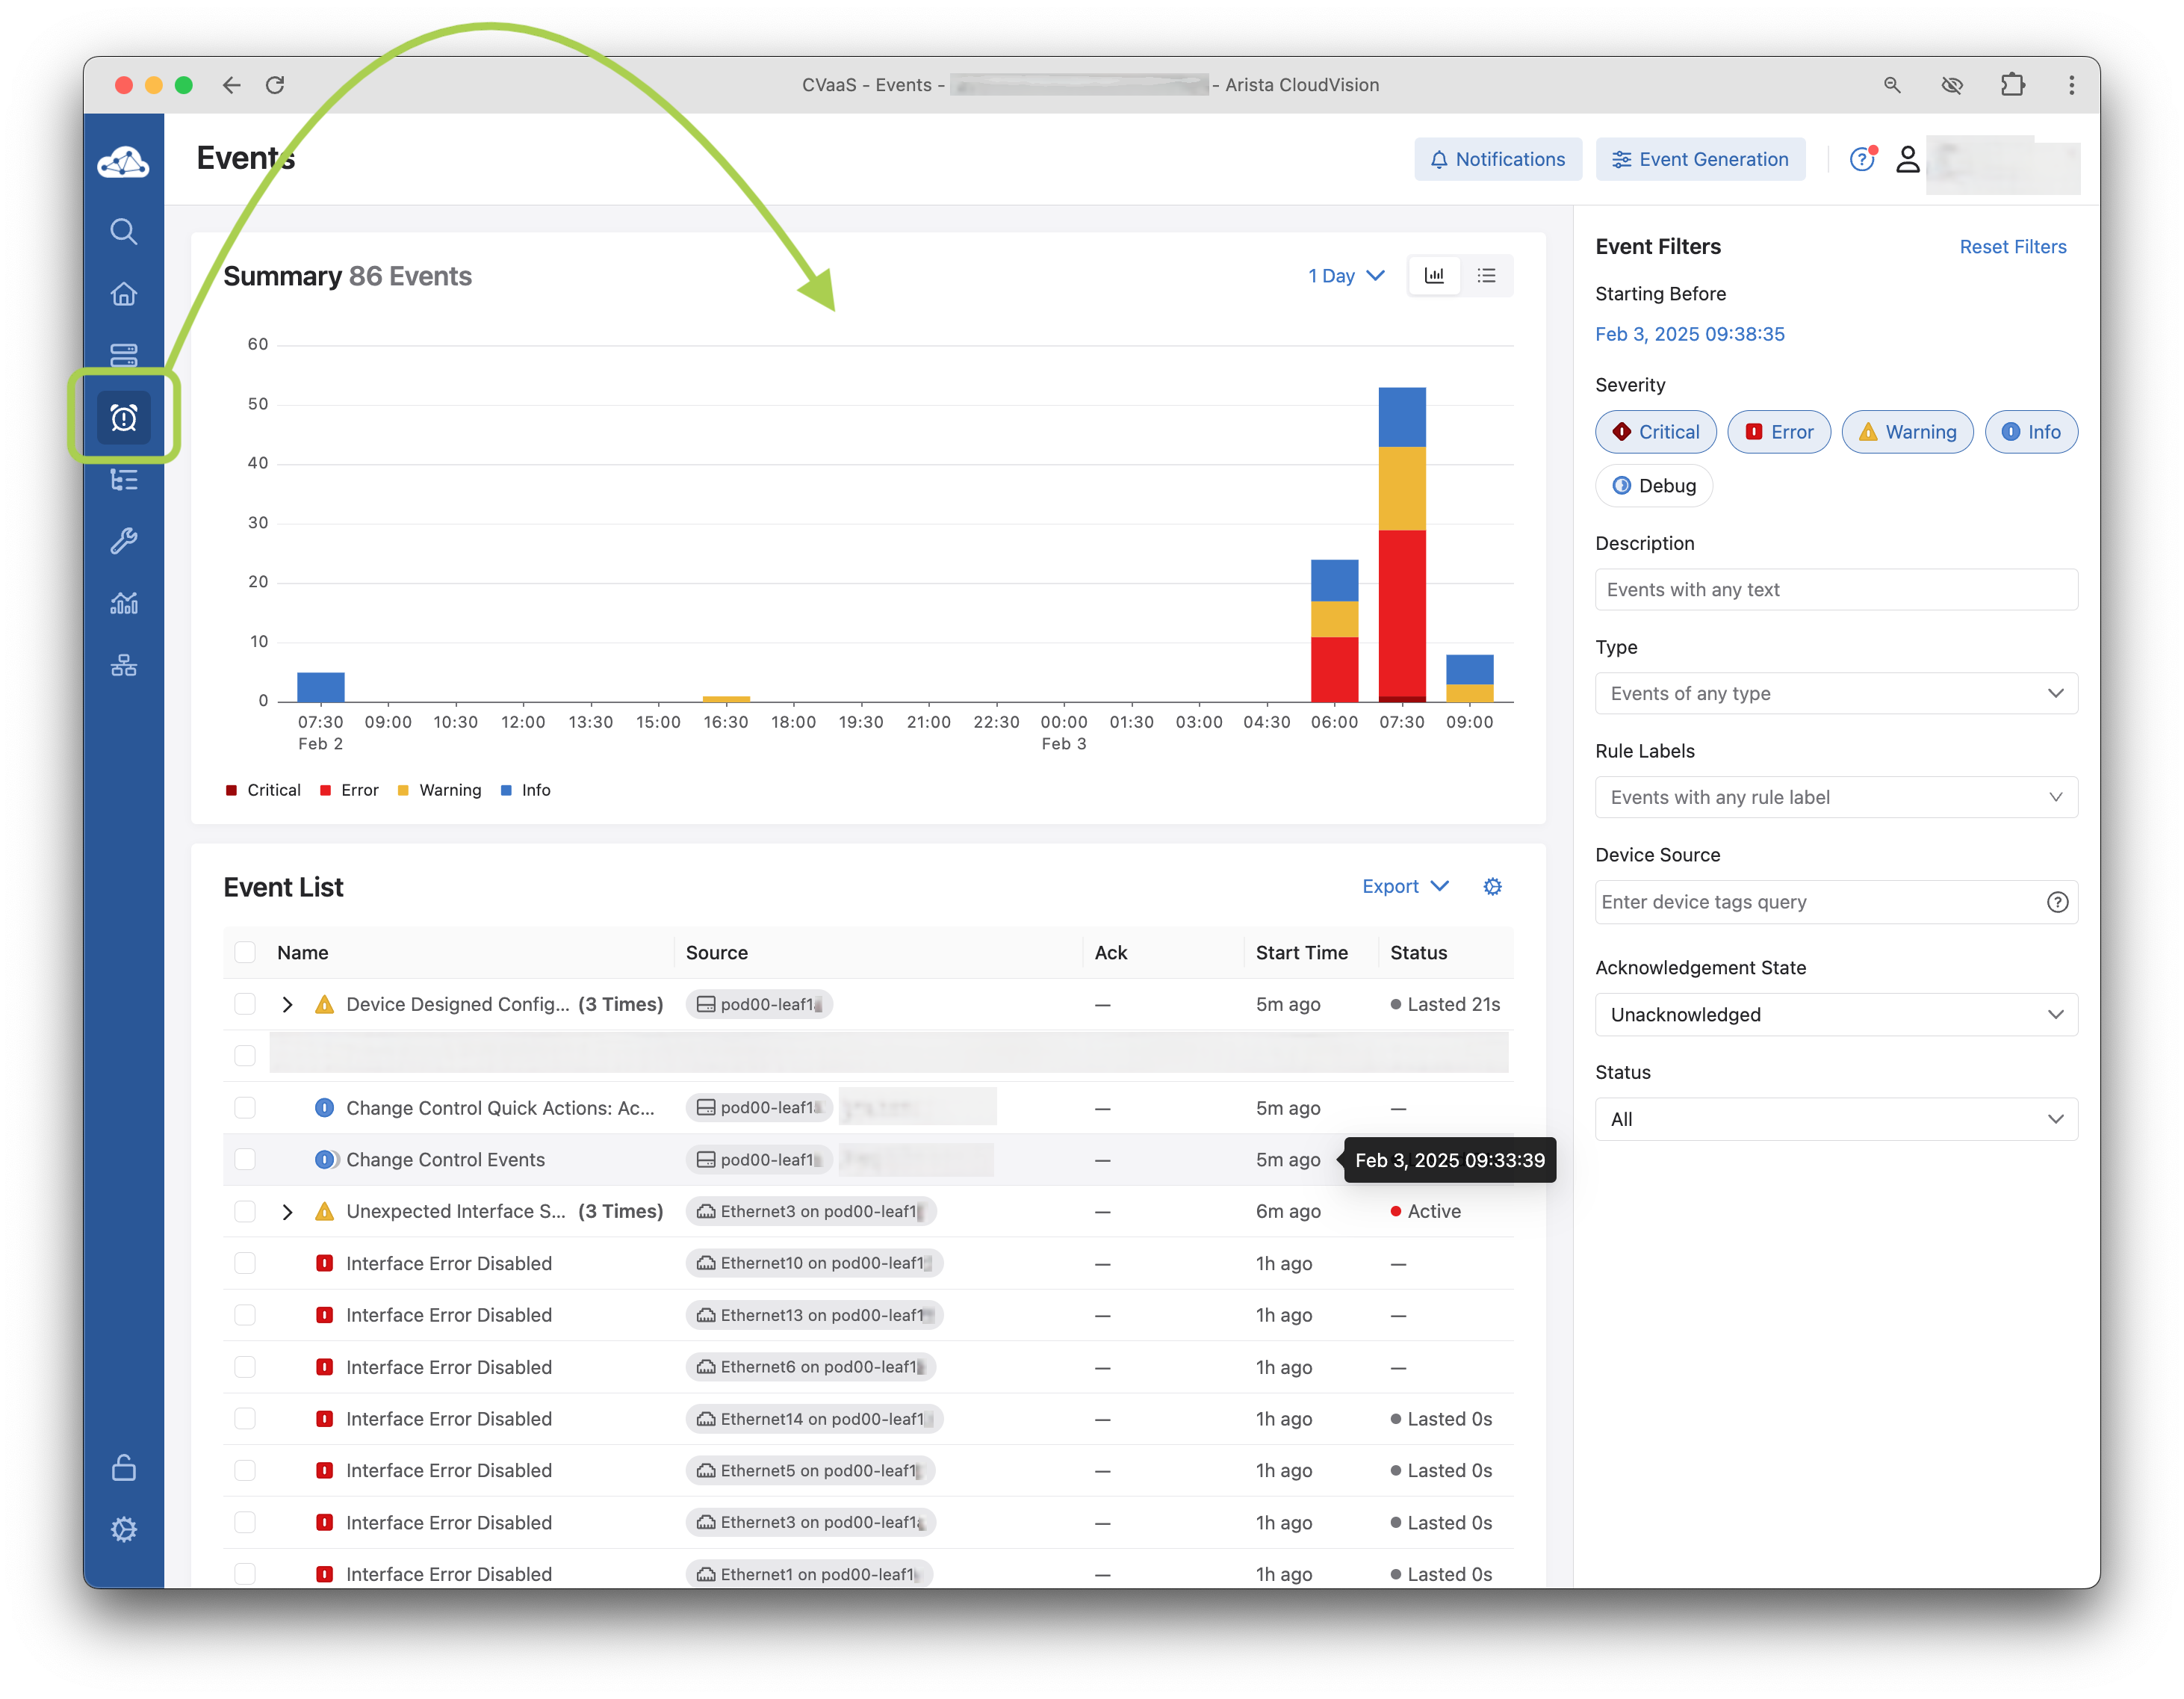 CVaaS - Events - - Arista CloudVision
Events
Notifications
Event Generation
Summary 86 Events
1 Day
60
50
40
30
20
10
0
07:30 09:00 10:30 12:00 13:30 15:00 16:30 18:00 19:30 21:00 22:30 00:00 01:30 03:00 04:30 06:00 07:30 09:00
Feb 2 Feb 3
Critical Error Warning Info
Event List
Export
Name Source Ack Start Time Status
Device Designed Config... (3 Times) pod00-leaf1 — 5m ago Lasted 21s
Change Control Quick Actions: Ac... pod00-leaf1 — 5m ago —
Change Control Events pod00-leaf1 — 5m ago Feb 3, 2025 09:33:39
Unexpected Interface S... (3 Times) Ethernet3 on pod00-leaf1 — 6m ago Active
Interface Error Disabled Ethernet10 on pod00-leaf1 — 1h ago —
Interface Error Disabled Ethernet13 on pod00-leaf1 — 1h ago —
Interface Error Disabled Ethernet6 on pod00-leaf1 — 1h ago —
Interface Error Disabled Ethernet14 on pod00-leaf1 — 1h ago Lasted 0s
Interface Error Disabled Ethernet5 on pod00-leaf1 — 1h ago Lasted 0s
Interface Error Disabled Ethernet3 on pod00-leaf1 — 1h ago Lasted 0s
Interface Error Disabled Ethernet1 on pod00-leaf1 — 1h ago Lasted 0s
Event Filters
Reset Filters
Starting Before
Feb 3, 2025 09:38:35
Severity
Critical Error Warning Info
Debug
Description
Events with any text
Type
Events of any type
Rule Labels
Events with any rule label
Device Source
Enter device tags query
Acknowledgement State
Unacknowledged
Status
All